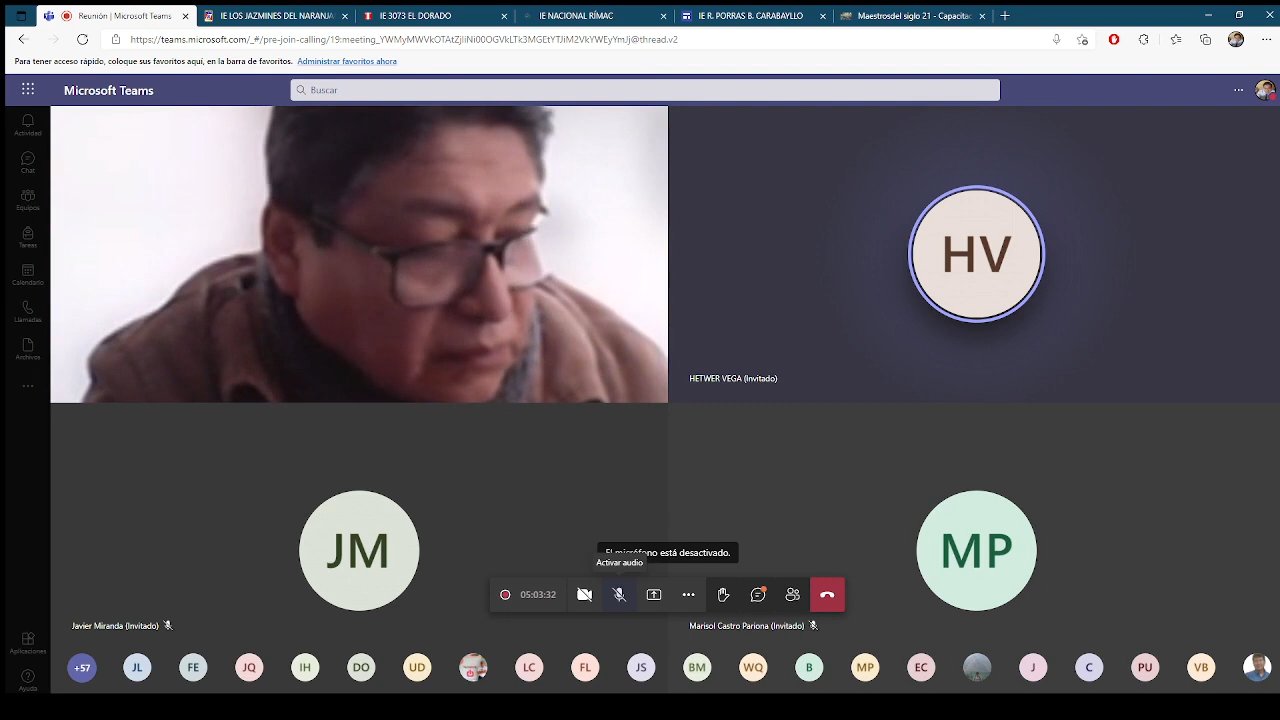 Reunión | Microsoft Teams
IE LOS JAZMINES DEL NARANJA
IE 3073 EL DORADO
IE NACIONAL RÍMAC
IE R. PORRAS B. CARABAYLLO
Maestrosdel siglo 21 - Capacitac
https://teams.microsoft.com/_#/pre-join-calling/19:meeting_YWMyMWVkOTAtZjIiNi00OGVkLTk3MGEtYTJiM2VkYWEyYmJj@thread.v2
Para tener acceso rápido, coloque sus favoritos aquí, en la barra de favoritos. Administrar favoritos ahora
Microsoft Teams
Buscar
Actividad
Chat
Equipos
Tareas
Calendario
Llamadas
Archivos
HV
HETWER VEGA (Invitado)
JM
MP
El micrófono está desactivado.
Activar audio
05:03:32
Javier Miranda (Invitado)
Marisol Castro Pariona (Invitado)
Aplicaciones
Ayuda
+57
JL
FE
JQ
IH
DO
UD
LC
FL
JS
BM
WQ
B
MP
EC
J
C
PU
VB